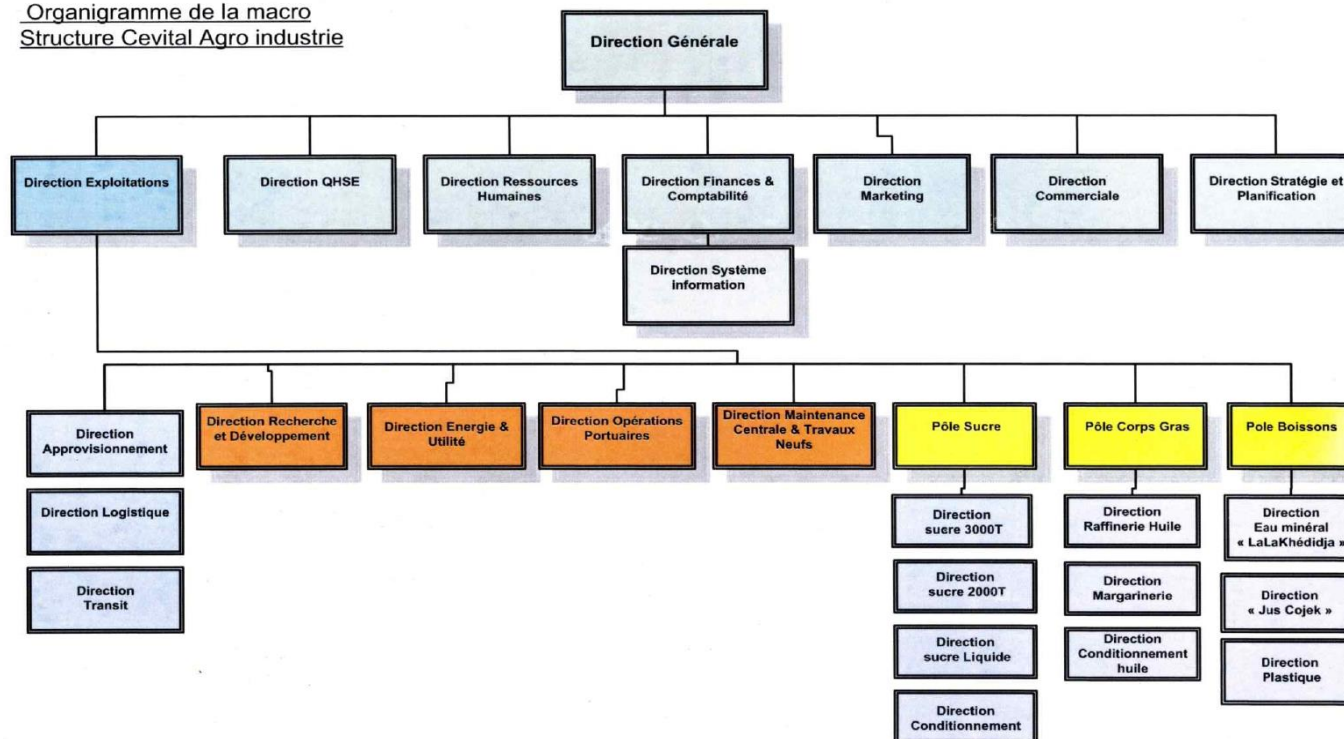 Organigramme de la macro
Structure Cevital Agro industrie
Direction Générale
Direction Exploitations
Direction QHSE
Direction Ressources
Humaines
Direction Finances &
Comptabilité
Direction
Marketing
Direction
Commerciale
Direction Stratégie et
Planification
Direction Système
information
Direction
Approvisionnement
Direction Recherche
et Développement
Direction Energie &
Utilité
Direction Opérations
Portuaires
Direction Maintenance
Centrale & Travaux
Neufs
Pôle Sucre
Pôle Corps Gras
Pole Boissons
Direction Logistique
Direction
Transit
Direction
sucre 3000T
Direction
sucre 2000T
Direction
sucre Liquide
Direction
Conditionnement
Direction
Raffinerie Huile
Direction
Margarinerie
Direction
Conditionnement
huile
Direction
Eau minéral
« LaLaKhédidja »
Direction
« Jus Cojek »
Direction
Plastique